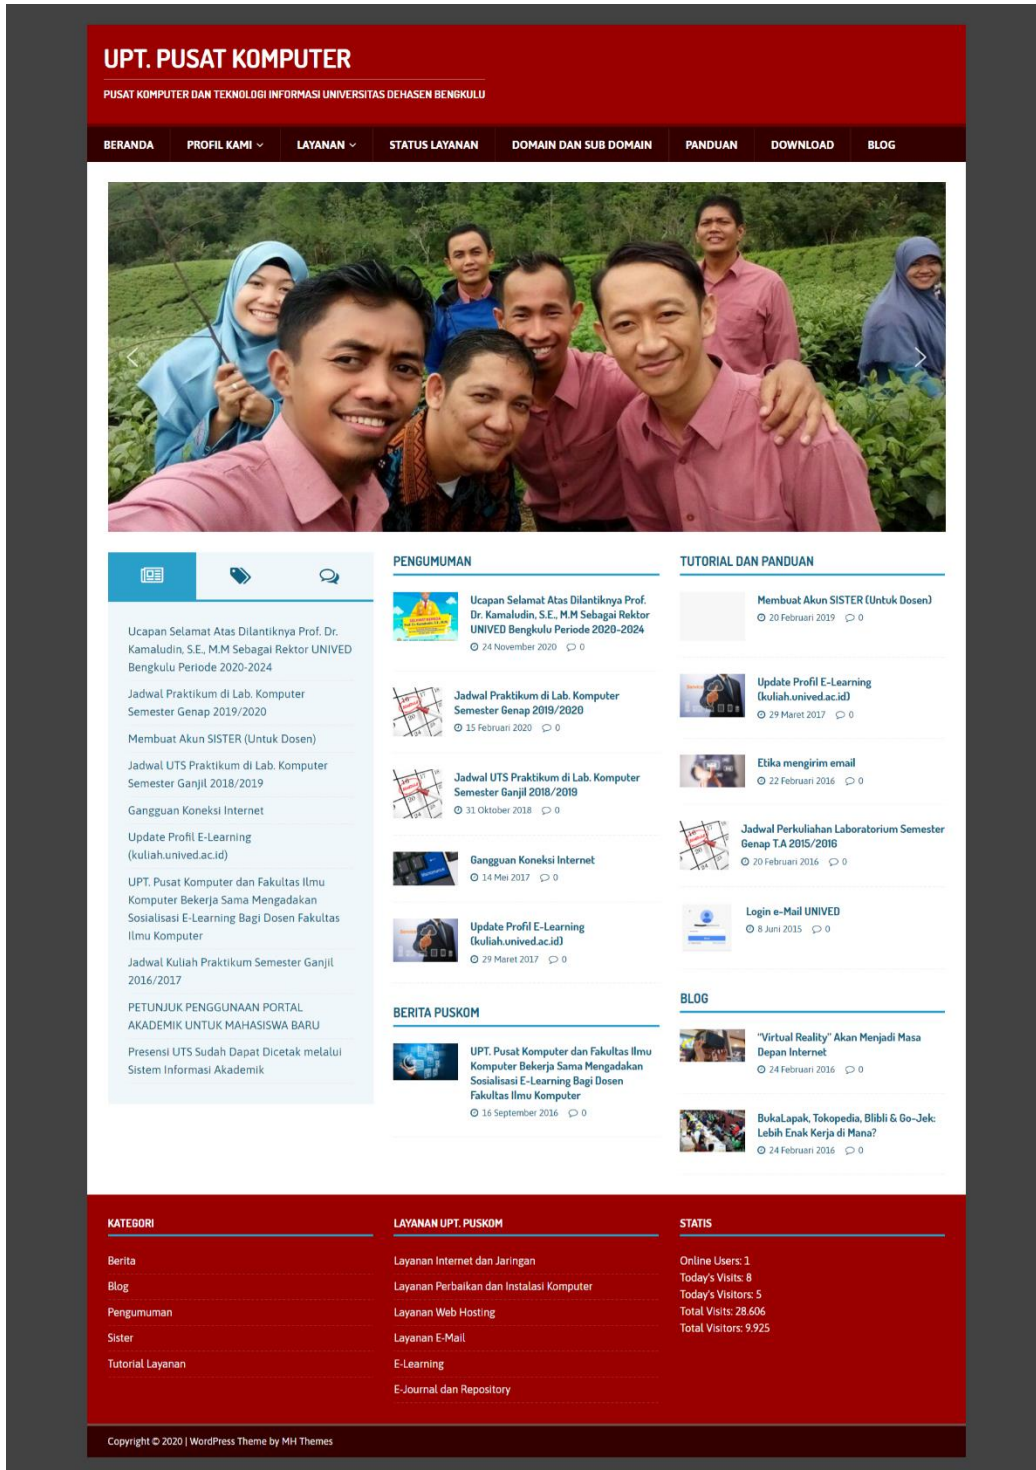 UPT. PUSAT KOMPUTER
PUSAT KOMPUTER DAN TEKNOLOGI INFORMASI UNIVERSITAS DEHASEN BENGKULU
BERANDA PROFIL KAMI LAYANAN STATUS LAYANAN DOMAIN DAN SUB DOMAIN PANDUAN DOWNLOAD BLOG
Ucapan Selamat Atas Dilantiknya Prof. Dr.
Kamaludin, S.E., M.M Sebagai Rektor UNIVED
Bengkulu Periode 2020-2024
Jadwal Praktikum di Lab. Komputer
Semester Genap 2019/2020
Membuat Akun SISTER (Untuk Dosen)
Jadwal UTS Praktikum di Lab. Komputer
Semester Ganjil 2018/2019
Gangguan Koneksi Internet
Update Profil E-Learning
(kuliah.unived.ac.id)
UPT. Pusat Komputer dan Fakultas Ilmu
Komputer Bekerja Sama Mengadakan
Sosialisasi E-Learning Bagi Dosen Fakultas
Ilmu Komputer
Jadwal Kuliah Praktikum Semester Ganjil
2016/2017
PETUNJUK PENGGUNAAN PORTAL
AKADEMIK UNTUK MAHASISWA BARU
Presensi UTS Sudah Dapat Dicetak melalui
Sistem Informasi Akademik
PENGUMUMAN
Ucapan Selamat Atas Dilantiknya Prof.
Dr. Kamaludin, S.E., M.M Sebagai Rektor
UNIVED Bengkulu Periode 2020-2024
24 November 2020 0
Jadwal Praktikum di Lab. Komputer
Semester Genap 2019/2020
15 Februari 2020 0
Jadwal UTS Praktikum di Lab. Komputer
Semester Ganjil 2018/2019
31 Oktober 2018 0
Gangguan Koneksi Internet
14 Mei 2017 0
Update Profil E-Learning
(kuliah.unived.ac.id)
29 Maret 2017 0
BERITA PUSKOM
UPT. Pusat Komputer dan Fakultas Ilmu
Komputer Bekerja Sama Mengadakan
Sosialisasi E-Learning Bagi Dosen
Fakultas Ilmu Komputer
16 September 2016 0
TUTORIAL DAN PANDUAN
Membuat Akun SISTER (Untuk Dosen)
20 Februari 2019 0
Update Profil E-Learning
(kuliah.unived.ac.id)
29 Maret 2017 0
Etika mengirim email
22 Februari 2016 0
Jadwal Perkuliahan Laboratorium Semester
Genap T.A 2015/2016
20 Februari 2016 0
Login e-Mail UNIVED
8 Juni 2015 0
BLOG
"Virtual Reality" Akan Menjadi Masa
Depan Internet
24 Februari 2016 0
BukaLapak, Tokopedia, Blibli & Go-Jek:
Lebih Enak Kerja di Mana?
24 Februari 2016 0
KATEGORI
Berita
Blog
Pengumuman
Sister
Tutorial Layanan
LAYANAN UPT. PUSKOM
Layanan Internet dan Jaringan
Layanan Perbaikan dan Instalasi Komputer
Layanan Web Hosting
Layanan E-Mail
E-Learning
E-Journal dan Repository
STATIS
Online Users: 1
Today's Visits: 8
Today's Visitors: 5
Total Visits: 28.606
Total Visitors: 9.925
Copyright © 2020 | WordPress Theme by MH Themes